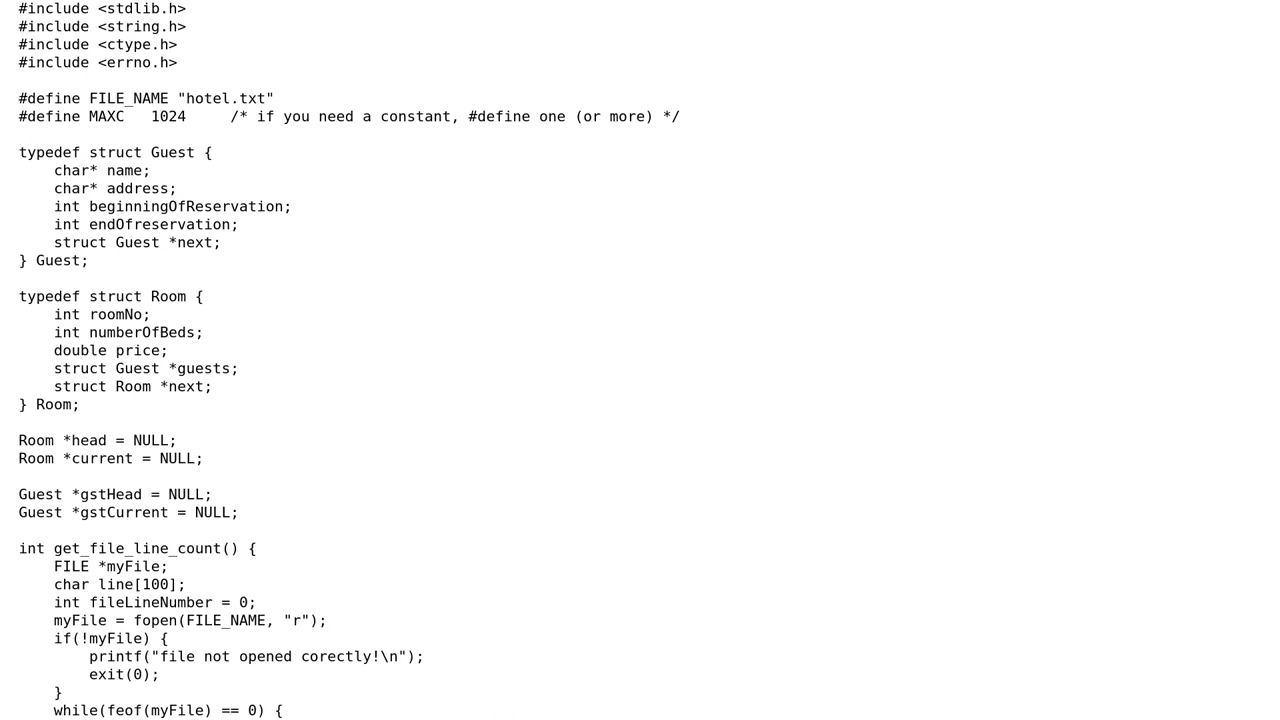 #include <stdlib.h>
#include <string.h>
#include <ctype.h>
#include <errno.h>

#define FILE_NAME "hotel.txt"
#define MAXC   1024     /* if you need a constant, #define one (or more) */

typedef struct Guest {
    char* name;
    char* address;
    int beginningOfReservation;
    int endOfreservation;
    struct Guest *next;
} Guest;

typedef struct Room {
    int roomNo;
    int numberOfBeds;
    double price;
    struct Guest *guests;
    struct Room *next;
} Room;

Room *head = NULL;
Room *current = NULL;

Guest *gstHead = NULL;
Guest *gstCurrent = NULL;

int get_file_line_count() {
    FILE *myFile;
    char line[100];
    int fileLineNumber = 0;
    myFile = fopen(FILE_NAME, "r");
    if(!myFile) {
        printf("file not opened corectly!\n");
        exit(0);
    }
    while(feof(myFile) == 0) {